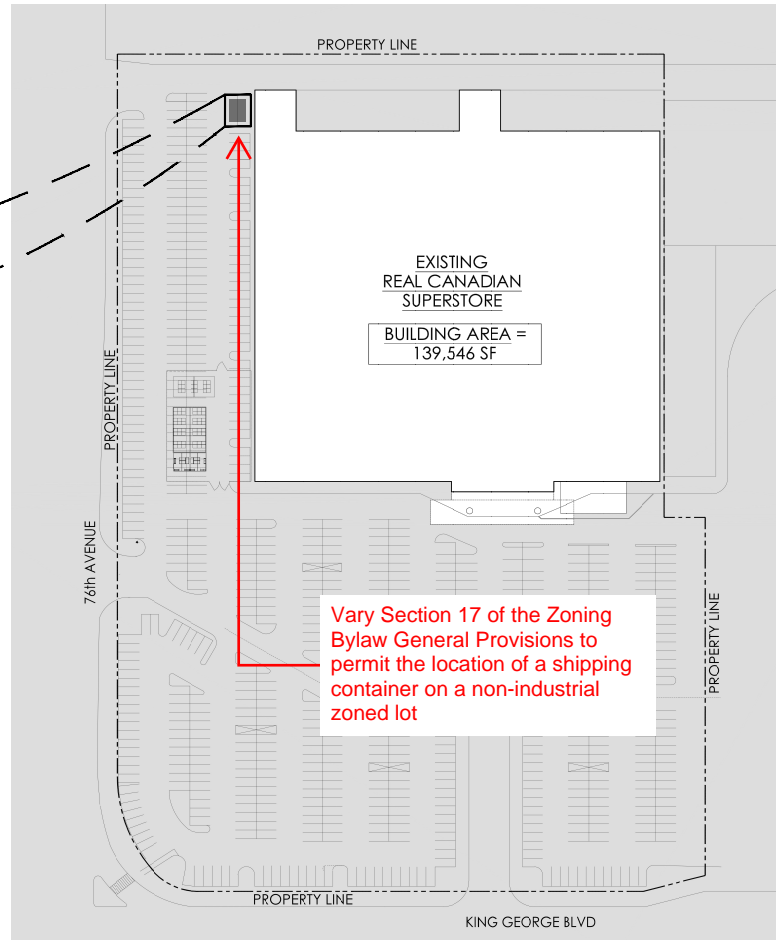 PROPERTY LINE
EXISTING
REAL CANADIAN
SUPERSTORE
BUILDING AREA =
139,546 SF
PROPERTY LINE
76th AVENUE
Vary Section 17 of the Zoning
Bylaw General Provisions to
permit the location of a shipping
container on a non-industrial
zoned lot
PROPERTY LINE
PROPERTY LINE
KING GEORGE BLVD